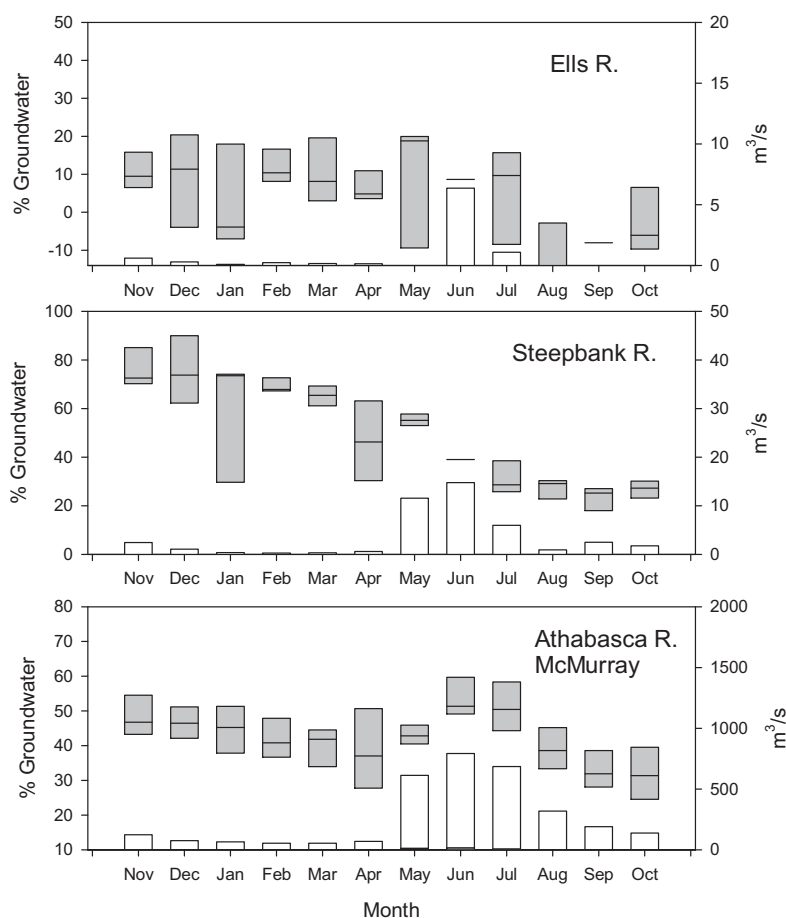 50
40
30
20
10
0
-10
% Groundwater
Ells R.
20
15
10
5
0
m³/s
Nov Dec Jan Feb Mar Apr May Jun Jul Aug Sep Oct
100
80
60
40
20
0
% Groundwater
Steepbank R.
50
40
30
20
10
0
m³/s
Nov Dec Jan Feb Mar Apr May Jun Jul Aug Sep Oct
80
70
60
50
40
30
20
10
% Groundwater
Athabasca R.
McMurray
2000
1500
1000
500
0
m³/s
Nov Dec Jan Feb Mar Apr May Jun Jul Aug Sep Oct
Month